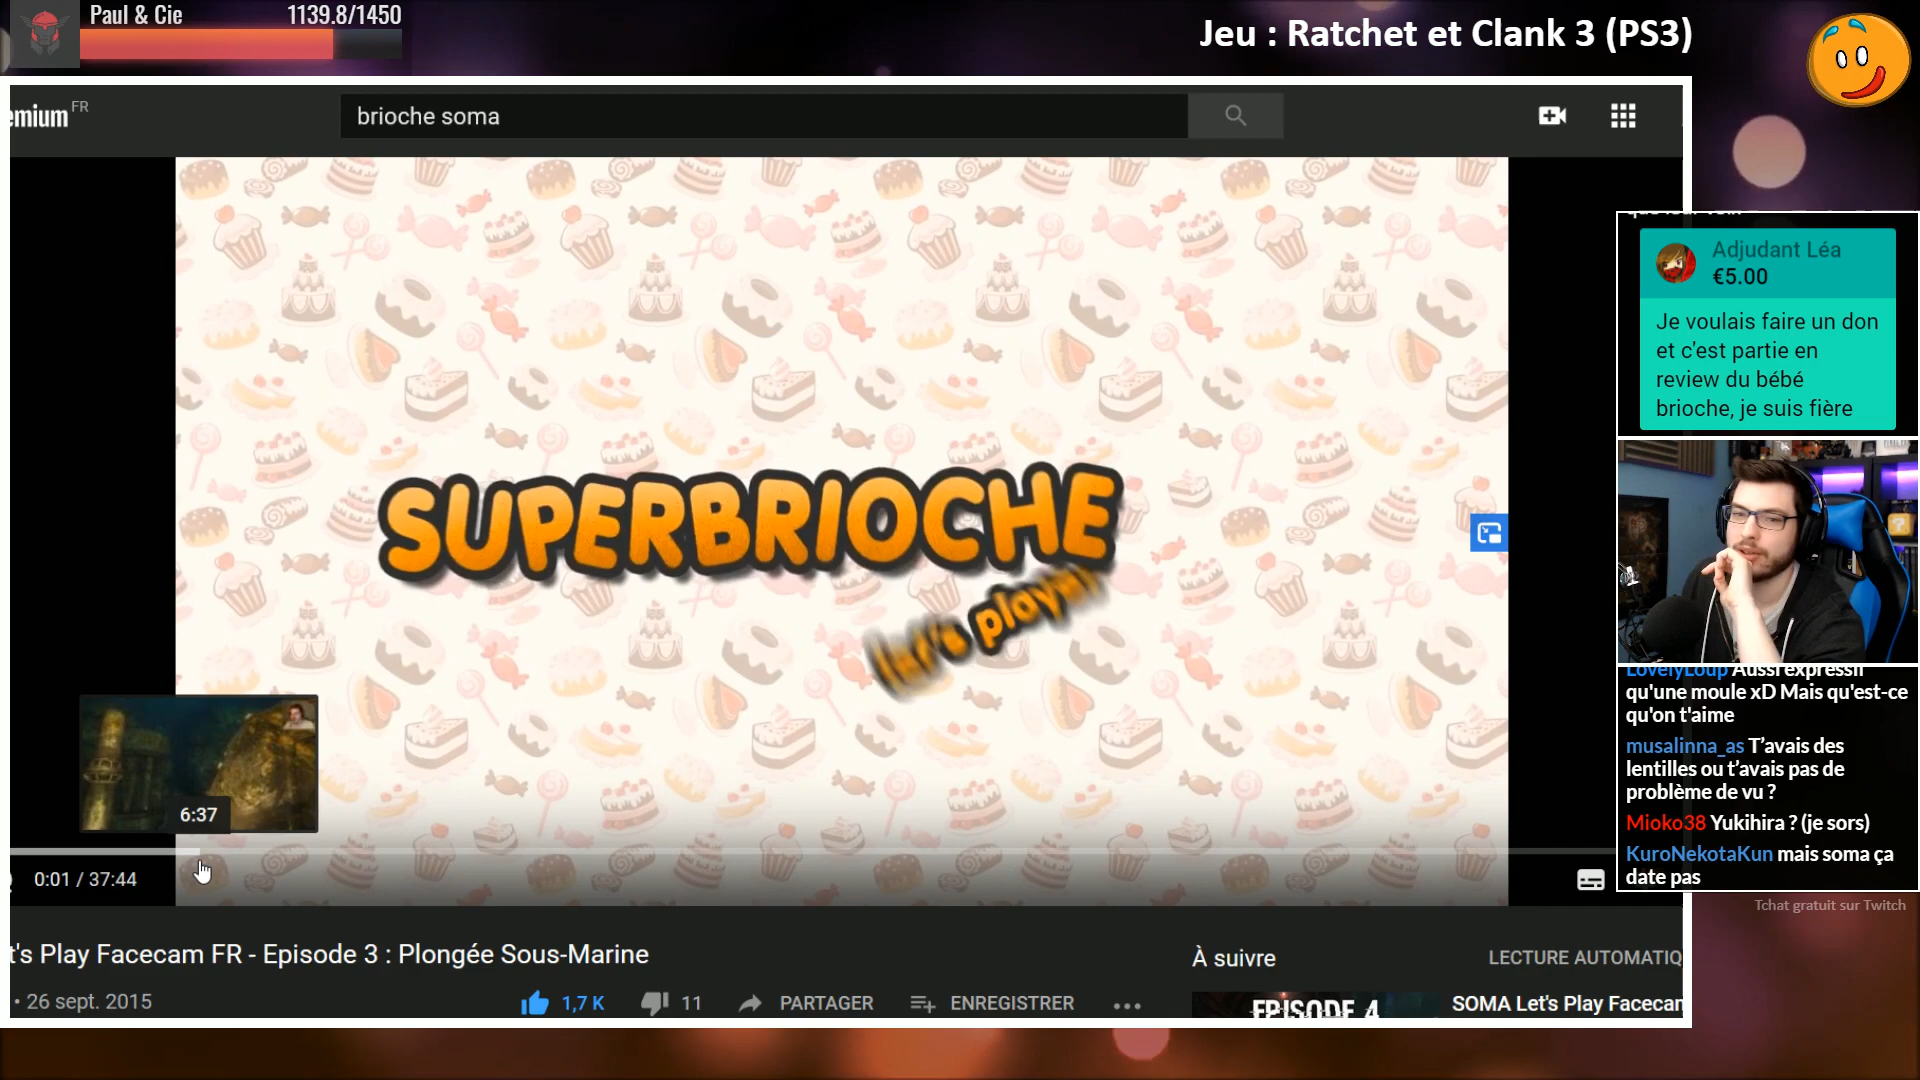 Paul & Cie
1139.8/1450
Jeu : Ratchet et Clank 3 (PS3)
emium FR
brioche soma
SUPERBRIOCHE
let's player
6:37
0:01 / 37:44
t's Play Facecam FR - Episode 3 : Plongée Sous-Marine
• 26 sept. 2015
1,7 K
11
PARTAGER
ENREGISTRER
À suivre
LECTURE AUTOMATIQ
EPISODE 4
SOMA Let's Play Facecan
Adjudant Léa
€5.00
Je voulais faire un don
et c'est partie en
review du bébé
brioche, je suis fière
LovelyLoup Aussi expressif
qu'une moule xD Mais qu'est-ce
qu'on t'aime
musalinna_as T'avais des
lentilles ou t'avais pas de
problème de vu ?
Mioko38 Yukihira ? (je sors)
KuroNekotaKun mais soma ça
date pas
Tchat gratuit sur Twitch